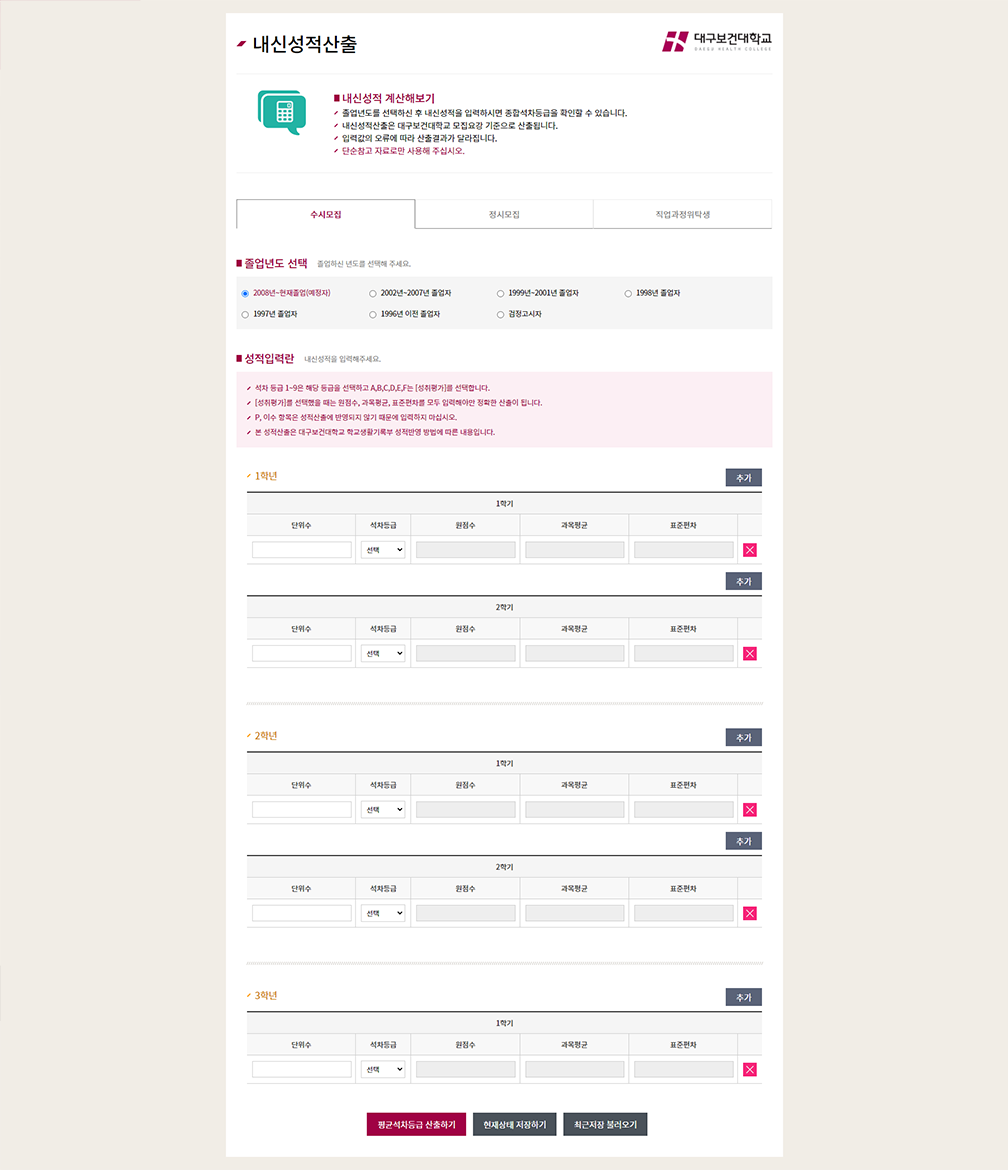 내신성적산출
대구보건대학교
DAEGU HEALTH COLLEGE
내신성적 계산해보기
졸업년도를 선택하신 후 내신성적을 입력하시면 종합석차등급을 확인할 수 있습니다.
내신성적산출은 대구보건대학교 모집요강 기준으로 산출됩니다.
입력값의 오류에 따라 산출결과가 달라집니다.
단순참고 자료로만 사용해 주십시오.
수시모집 정시모집 직업과정위탁생
졸업년도 선택 졸업하신 년도를 선택해 주세요.
2008년~현재졸업(예정자) 2002년~2007년 졸업자 1999년~2001년 졸업자 1998년 졸업자
1997년 졸업자 1996년 이전 졸업자 검정고시자
성적입력란 내신성적을 입력해주세요.
석차 등급 1~9은 해당 등급을 선택하고 A,B,C,D,E,F는 [성취평가]를 선택합니다.
[성취평가]를 선택했을 때는 원점수, 과목평균, 표준편차를 모두 입력해야만 정확한 산출이 됩니다.
P, 이수 항목은 성적산출에 반영되지 않기 때문에 입력하지 마십시오.
본 성적산출은 대구보건대학교 학교생활기록부 성적반영 방법에 따른 내용입니다.
1학년 추가
1학기
단위수 석차등급 원점수 과목평균 표준편차
선택
추가
2학기
단위수 석차등급 원점수 과목평균 표준편차
선택
2학년 추가
1학기
단위수 석차등급 원점수 과목평균 표준편차
선택
추가
2학기
단위수 석차등급 원점수 과목평균 표준편차
선택
3학년 추가
1학기
단위수 석차등급 원점수 과목평균 표준편차
선택
평균석차등급 산출하기 현재상태 저장하기 최근저장 불러오기